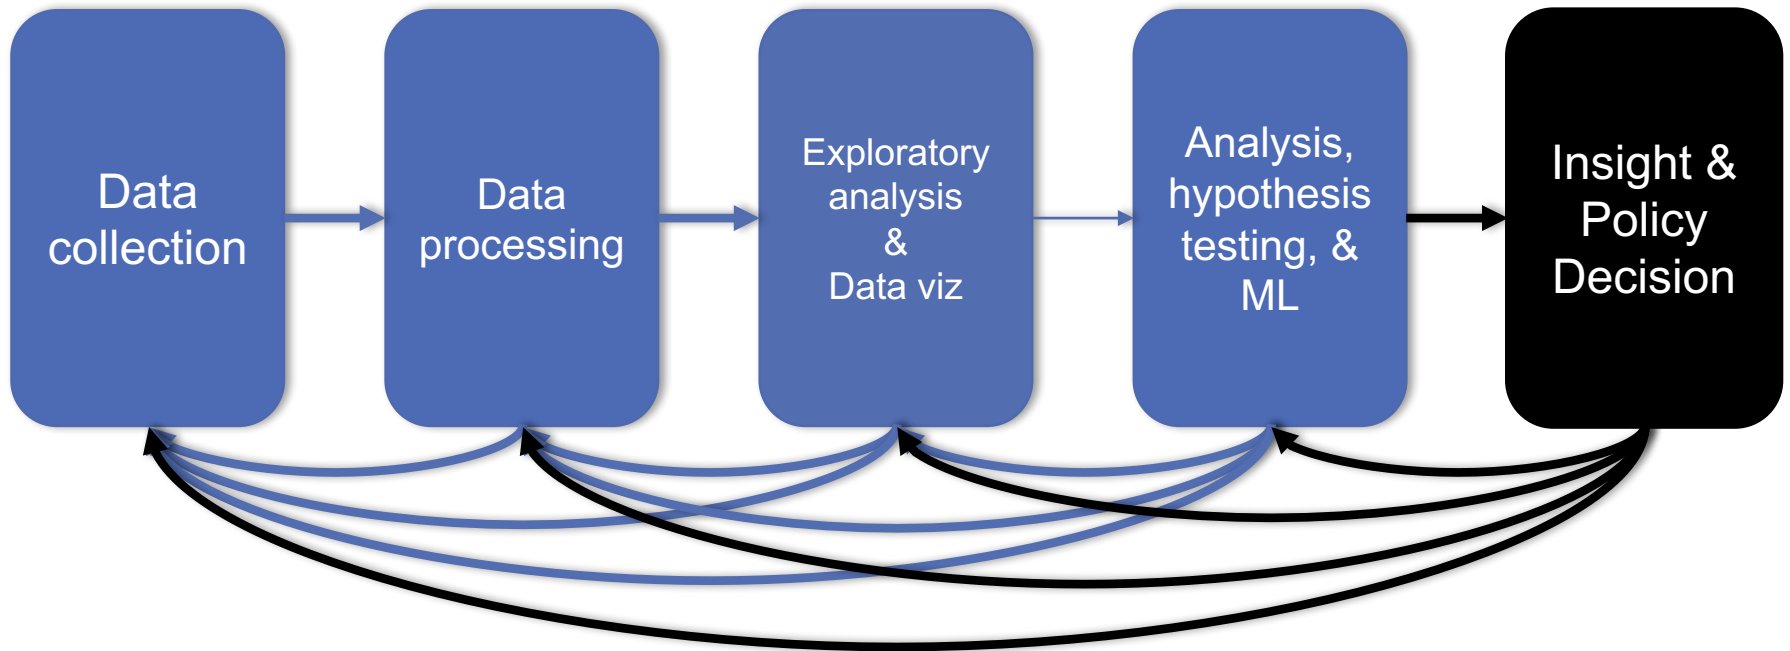 Data
collection
Data
processing
Exploratory
analysis
&
Data viz
Analysis,
hypothesis
testing, &
ML
Insight &
Policy
Decision